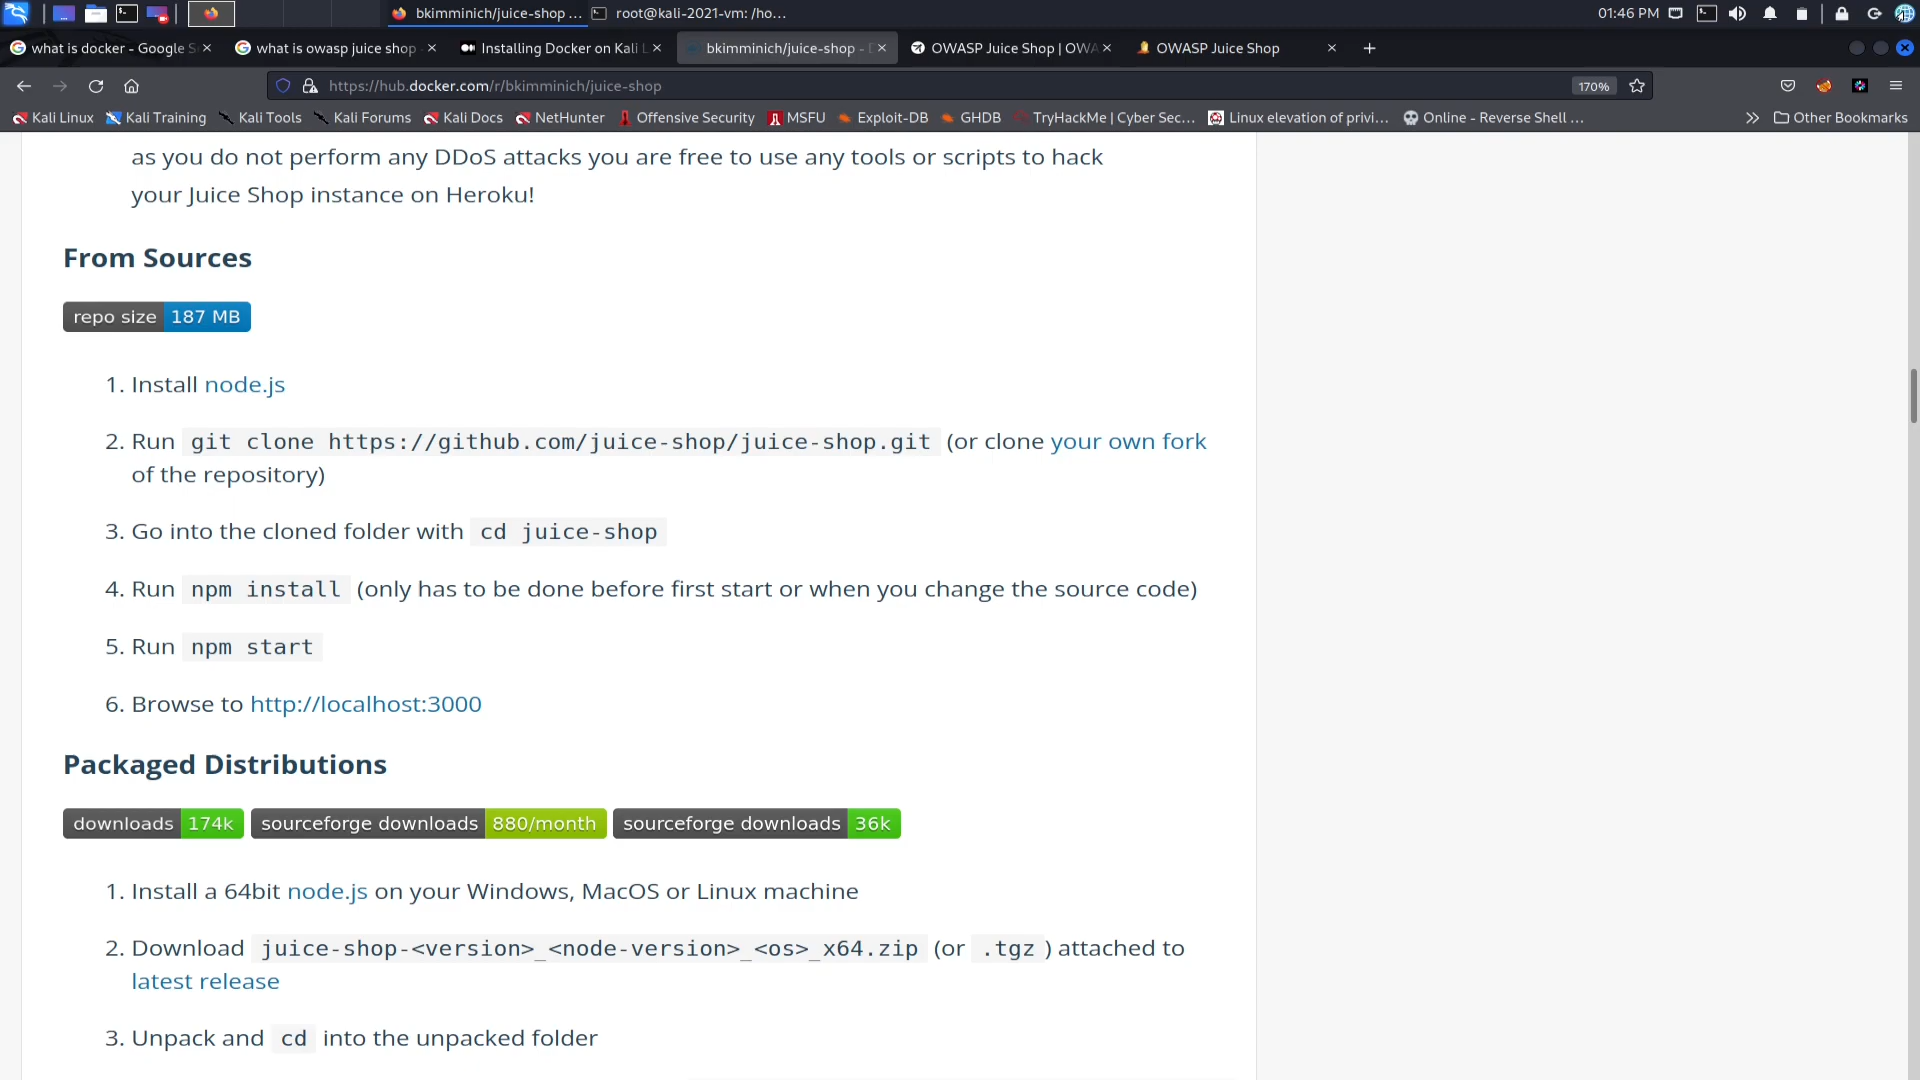 bkimminich/juice-shop ...
root@kali-2021-vm: /ho...
01:46 PM
what is docker - Google S
what is owasp juice shop
Installing Docker on Kali L
bkimminich/juice-shop - D
OWASP Juice Shop | OWA
OWASP Juice Shop
https://hub.docker.com/r/bkimminich/juice-shop
170%
Kali Linux
Kali Training
Kali Tools
Kali Forums
Kali Docs
NetHunter
Offensive Security
MSFU
Exploit-DB
GHDB
TryHackMe | Cyber Sec...
Linux elevation of privi...
Online - Reverse Shell ...
Other Bookmarks
as you do not perform any DDoS attacks you are free to use any tools or scripts to hack
your Juice Shop instance on Heroku!
From Sources
repo size 187 MB
1. Install node.js
2. Run git clone https://github.com/juice-shop/juice-shop.git (or clone your own fork
of the repository)
3. Go into the cloned folder with cd juice-shop
4. Run npm install (only has to be done before first start or when you change the source code)
5. Run npm start
6. Browse to http://localhost:3000
Packaged Distributions
downloads 174k sourceforge downloads 880/month sourceforge downloads 36k
1. Install a 64bit node.js on your Windows, MacOS or Linux machine
2. Download juice-shop-<version>_<node-version>_<os>_x64.zip (or .tgz ) attached to
latest release
3. Unpack and cd into the unpacked folder